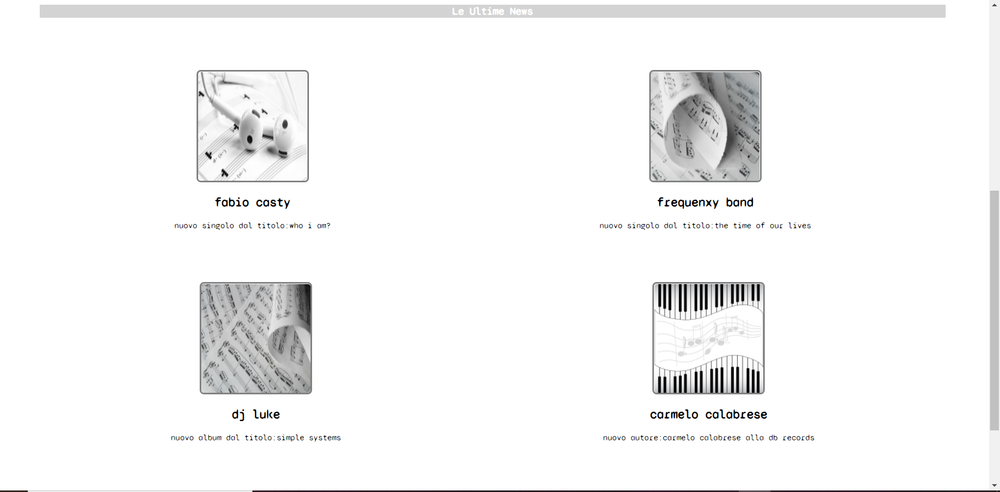 Le Ultime News
fabio casty
frequenxy band
nuovo singolo dal titolo:who i am?
nuovo singolo dal titolo:the time of our lives
dj luke
carmelo calabrese
nuovo album dal titolo:simple systems
nuovo autore:carmelo calabrese alla db records